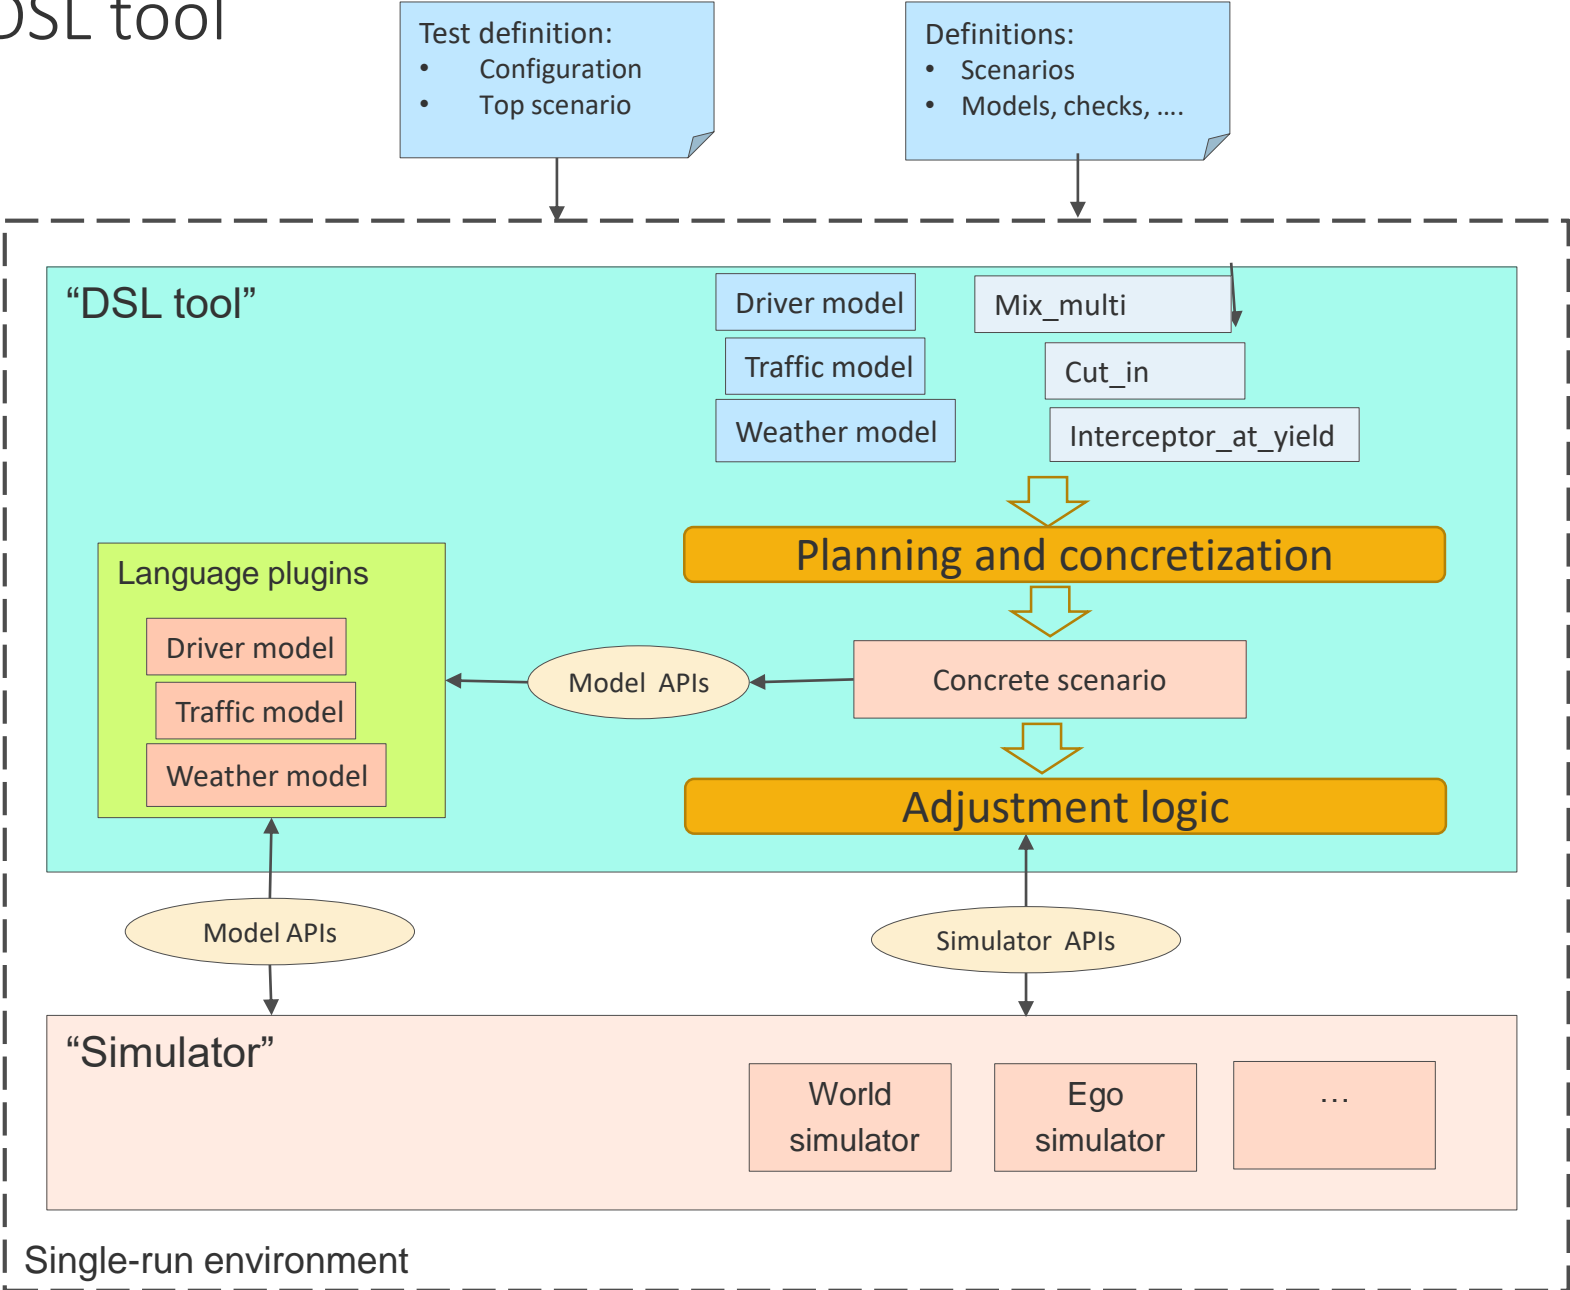 DSL tool
Test definition:
• Configuration
• Top scenario
Definitions:
• Scenarios
• Models, checks, ….
“DSL tool”
Driver model
Traffic model
Weather model
Mix_multi
Cut_in
Interceptor_at_yield
Planning and concretization
Language plugins
Driver model
Traffic model
Weather model
Model APIs
Concrete scenario
Adjustment logic
Model APIs
Simulator APIs
“Simulator”
World
simulator
Ego
simulator
…
Single-run environment